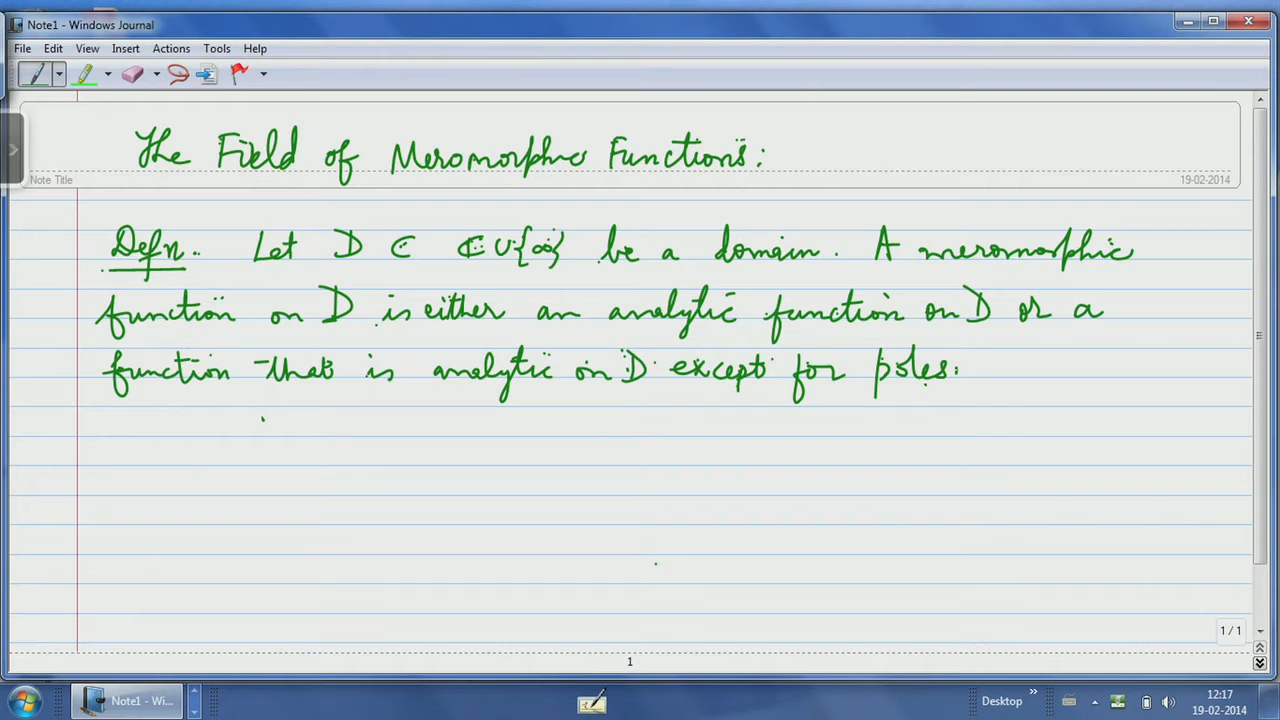 Note1 - Windows Journal
File Edit View Insert Actions Tools Help
The Field of Meromorphic Functions:
Note Title
19-02-2014
Defn. Let D ⊂ ℂ∪{∞} be a domain. A meromorphic
function on D is either an analytic function on D or a
function that is analytic on D except for poles.
1 / 1
1
Note1 - Wi...
Desktop
12:17
19-02-2014